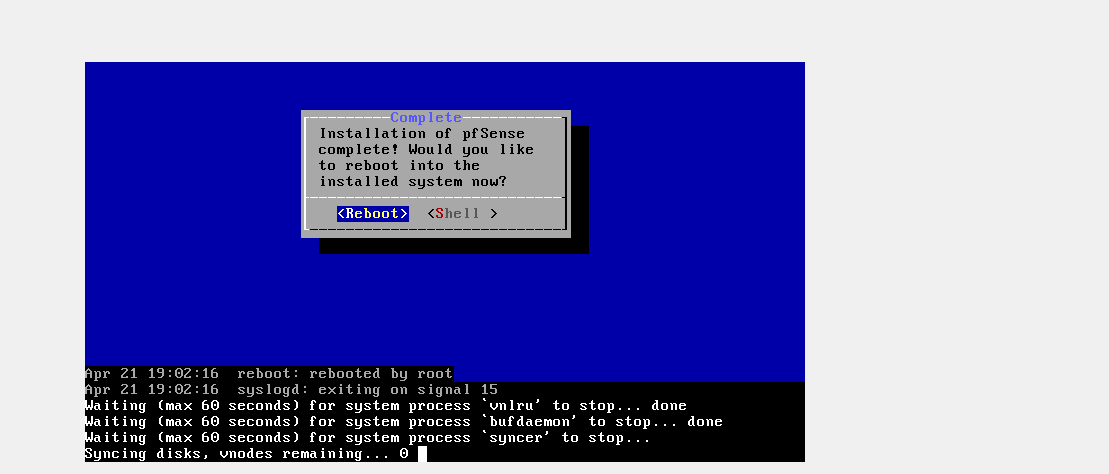 Complete
Installation of pfSense
complete! Would you like
to reboot into the
installed system now?
<Reboot> <Shell >
Apr 21 19:02:16 reboot: rebooted by root
Apr 21 19:02:16 syslogd: exiting on signal 15
Waiting (max 60 seconds) for system process `vnlru' to stop... done
Waiting (max 60 seconds) for system process `bufdaemon' to stop... done
Waiting (max 60 seconds) for system process `syncer' to stop...
Syncing disks, vnodes remaining... 0